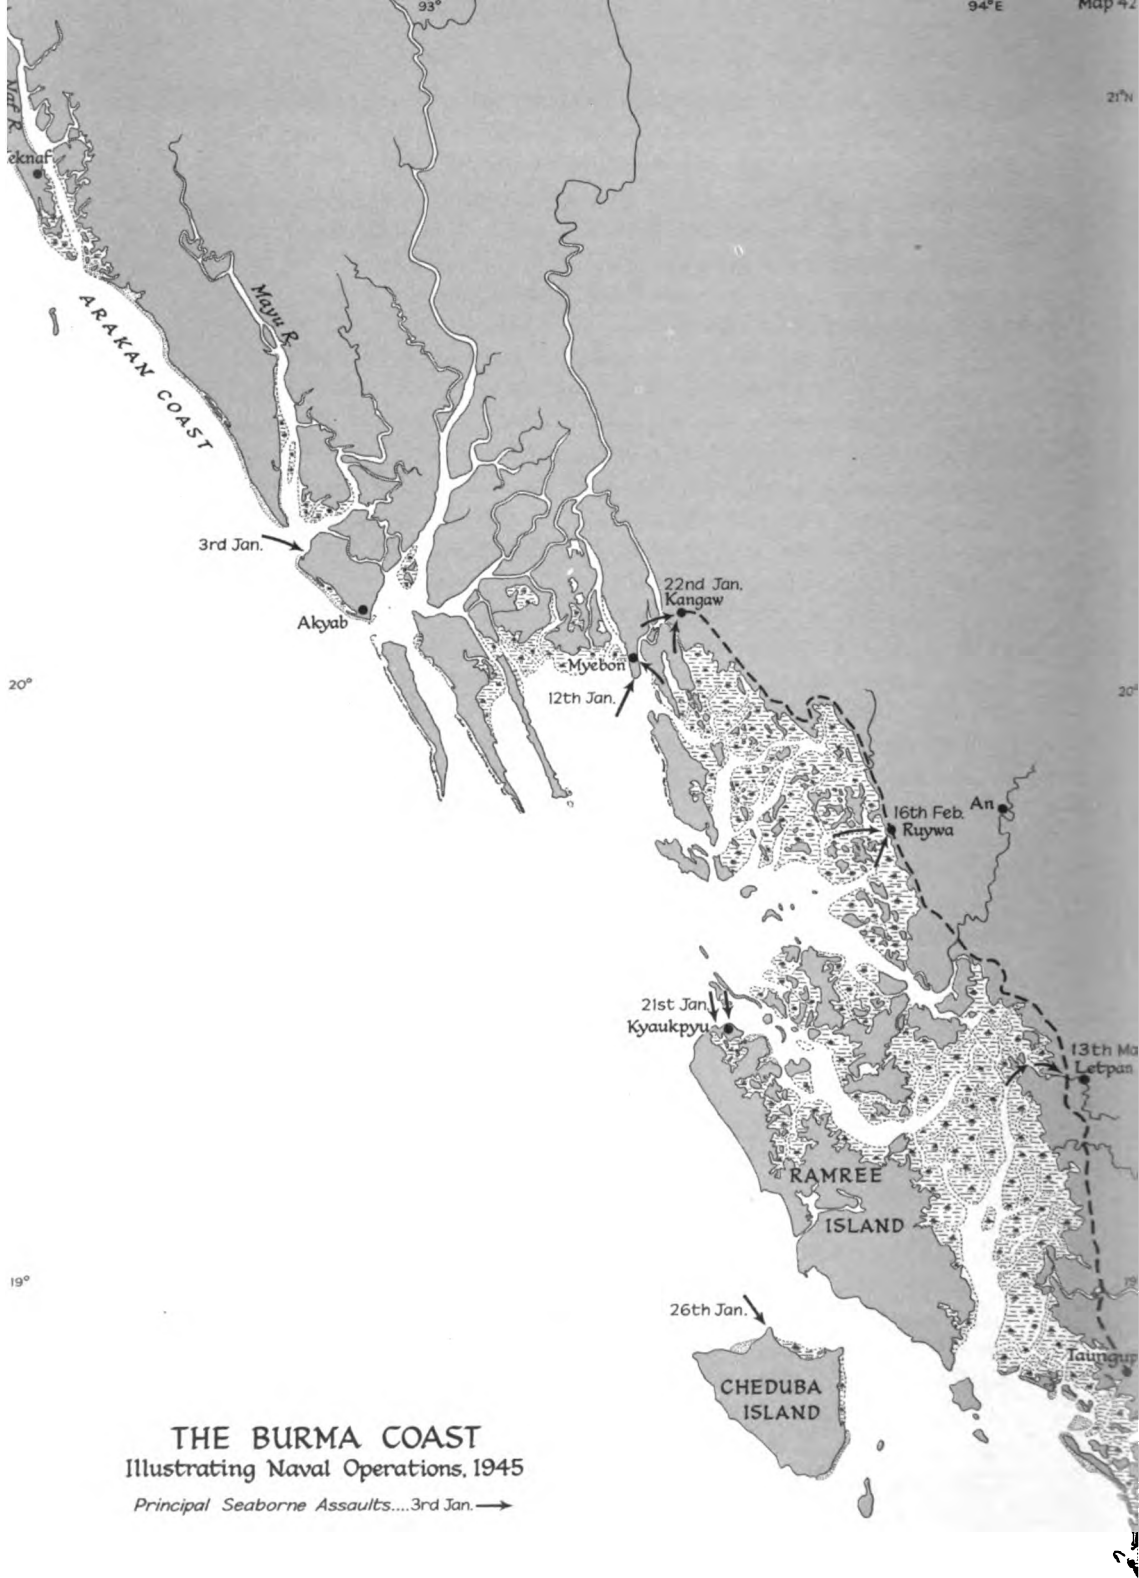 93°
94°E
Map 42
21°N
Naf R.
eknaf
Mayu R.
ARAKAN COAST
3rd Jan.
Akyab
22nd Jan.
Kangaw
Myebon
12th Jan.
20°
20°
16th Feb.
An
Ruywa
21st Jan.
Kyaukpyu
13th Ma
Letpan
RAMREE
ISLAND
19°
26th Jan.
Taungup
CHEDUBA
ISLAND
THE BURMA COAST
Illustrating Naval Operations, 1945
Principal Seaborne Assaults....3rd Jan.